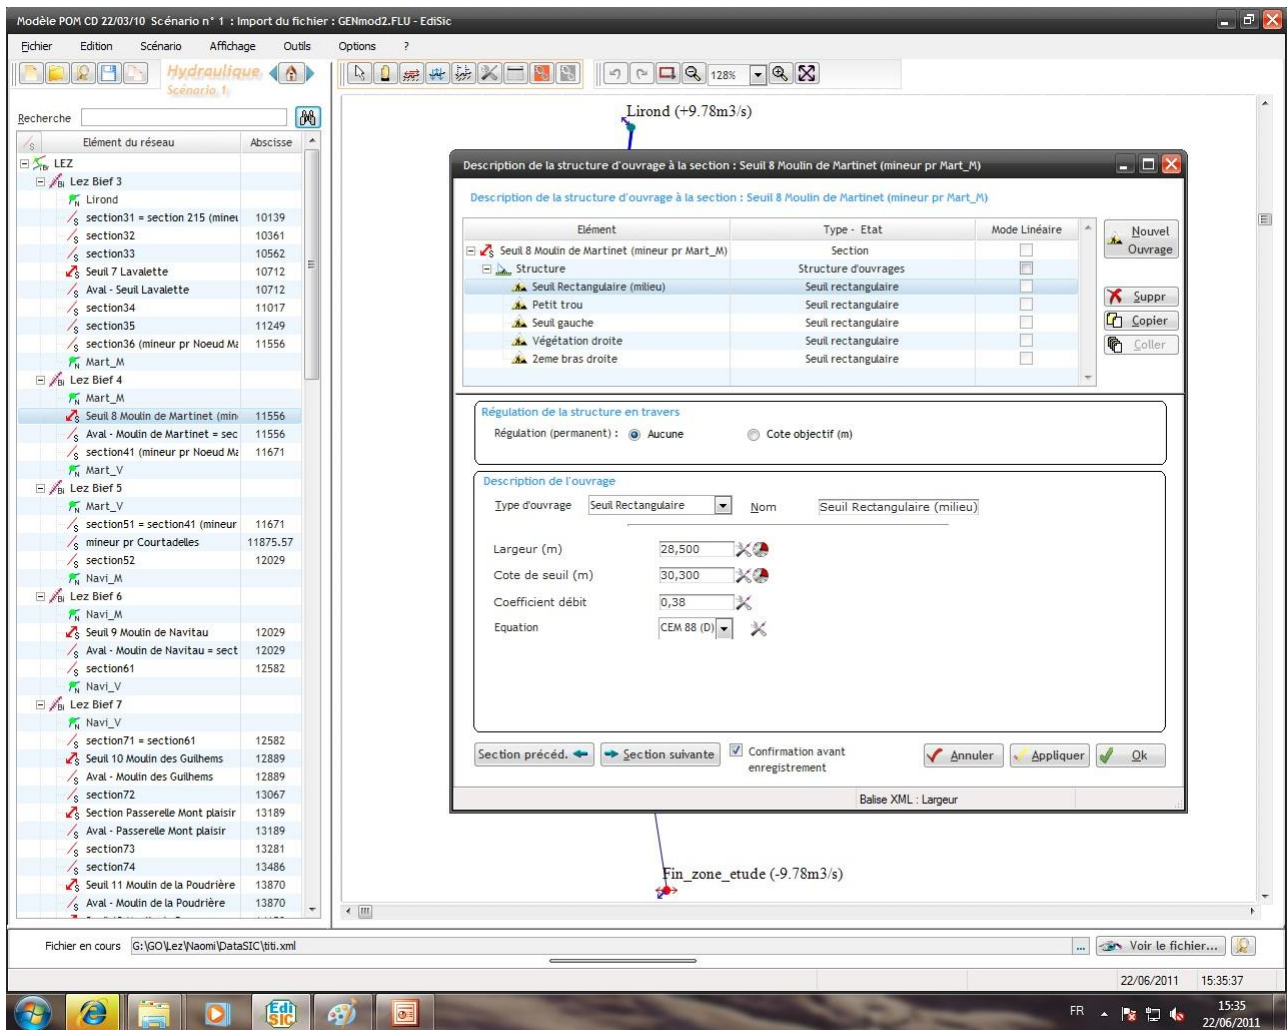 Modèle POM CD 22/03/10 Scénario n° 1 : Import du fichier : GENmod2.FLU - EdiSic
Fichier Edition Scénario Affichage Outils Options ?
Hydraulique
Scénario 1,
128%
Recherche
Elément du réseau Abscisse
LEZ
Lez Bief 3
Lirond
section31 = section 215 (mineu 10139
section32 10361
section33 10562
Seuil 7 Lavalette 10712
Aval - Seuil Lavalette 10712
section34 11017
section35 11249
section36 (mineur pr Noeud Ma 11556
Mart_M
Lez Bief 4
Mart_M
Seuil 8 Moulin de Martinet (min 11556
Aval - Moulin de Martinet = sec 11556
section41 (mineur pr Noeud Ma 11671
Mart_V
Lez Bief 5
Mart_V
section51 = section41 (mineur 11671
mineur pr Courtadelles 11875.57
section52 12029
Navi_M
Lez Bief 6
Navi_M
Seuil 9 Moulin de Navitau 12029
Aval - Moulin de Navitau = sect 12029
section61 12582
Navi_V
Lez Bief 7
Navi_V
section71 = section61 12582
Seuil 10 Moulin des Guilhems 12889
Aval - Moulin des Guilhems 12889
section72 13067
Section Passerelle Mont plaisir 13189
Aval - Passerelle Mont plaisir 13189
section73 13281
section74 13486
Seuil 11 Moulin de la Poudrière 13870
Aval - Moulin de la Poudrière 13870
Lirond (+9.78m3/s)
Description de la structure d'ouvrage à la section : Seuil 8 Moulin de Martinet (mineur pr Mart_M)
Description de la structure d'ouvrage à la section : Seuil 8 Moulin de Martinet (mineur pr Mart_M)
Elément Type - Etat Mode Linéaire
Seuil 8 Moulin de Martinet (mineur pr Mart_M) Section
Structure Structure d'ouvrages
Seuil Rectangulaire (milieu) Seuil rectangulaire
Petit trou Seuil rectangulaire
Seuil gauche Seuil rectangulaire
Végétation droite Seuil rectangulaire
2eme bras droite Seuil rectangulaire
Nouvel
Ouvrage
Suppr
Copier
Coller
Régulation de la structure en travers
Régulation (permanent) : Aucune Cote objectif (m)
Description de l'ouvrage
Type d'ouvrage Seuil Rectangulaire Nom Seuil Rectangulaire (milieu)
Largeur (m) 28,500
Cote de seuil (m) 30,300
Coefficient débit 0,38
Equation CEM 88 (D)
Section précéd. Section suivante Confirmation avant
enregistrement
Annuler Appliquer Ok
Balise XML : Largeur
Fin_zone_etude (-9.78m3/s)
Fichier en cours G:\GO\Lez\Naomi\DataSIC\titi.xml ... Voir le fichier...
22/06/2011 15:35:37
Edi
SIC
FR 15:35
22/06/2011